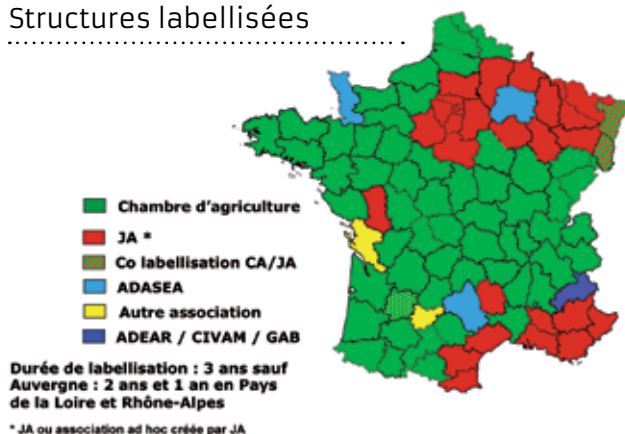 Structures labellisées
Chambre d'agriculture
JA *
Co labellisation CA/JA
ADASEA
Autre association
ADEAR / CIVAM / GAB
Durée de labellisation : 3 ans sauf
Auvergne : 2 ans et 1 an en Pays
de la Loire et Rhône-Alpes
* JA ou association ad hoc créée par JA